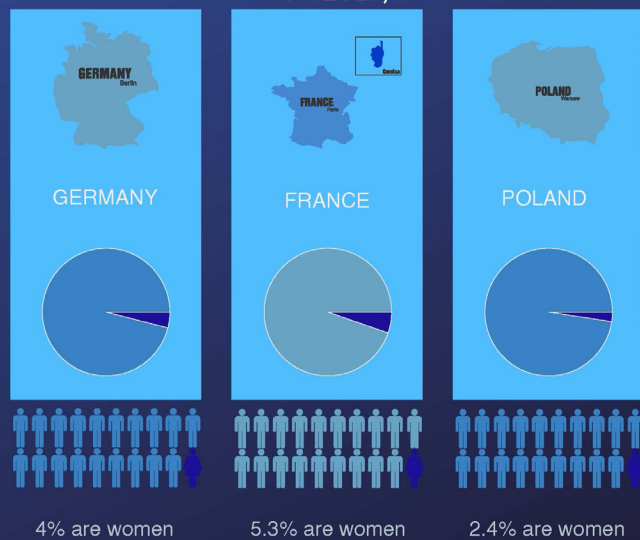 GERMANY
Berlin
Corsica
FRANCE
Paris
POLAND
Warsaw
GERMANY
FRANCE
POLAND
4% are women
5.3% are women
2.4% are women